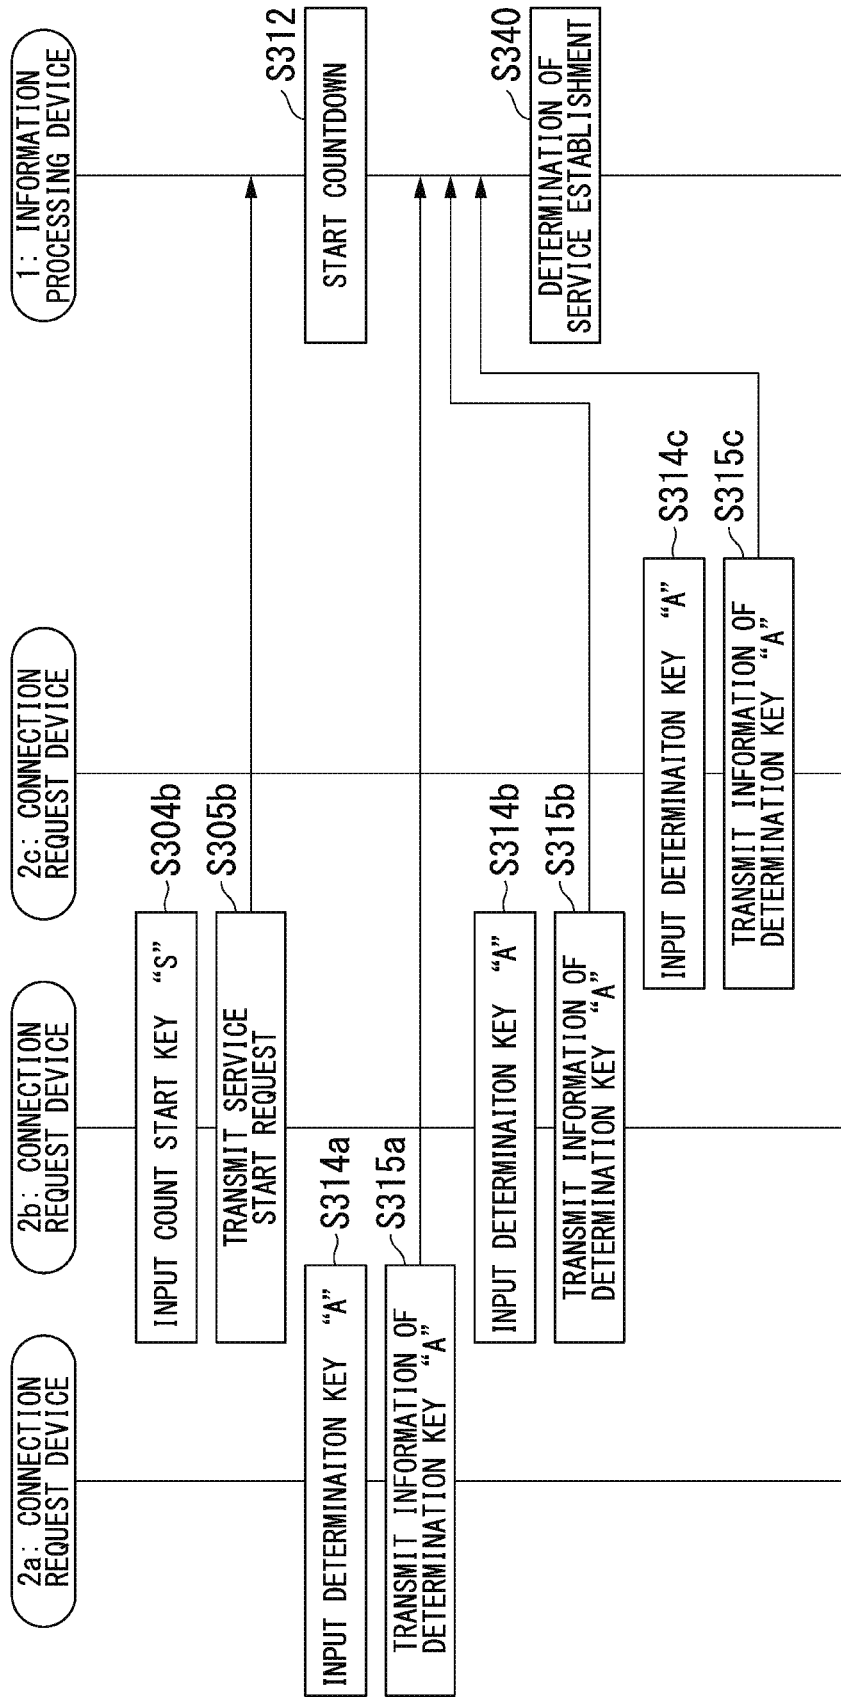 2a: CONNECTION
REQUEST DEVICE
2b: CONNECTION
REQUEST DEVICE
2c: CONNECTION
REQUEST DEVICE
1: INFORMATION
PROCESSING DEVICE
INPUT COUNT START KEY “S”
S304b
TRANSMIT SERVICE
START REQUEST
S305b
INPUT DETERMINAITON KEY “A”
S314a
START COUNTDOWN
S312
TRANSMIT INFORMATION OF
DETERMINATION KEY “A”
S315a
INPUT DETERMINAITON KEY “A”
S314b
DETERMINATION OF
SERVICE ESTABLISHMENT
S340
TRANSMIT INFORMATION OF
DETERMINATION KEY “A”
S315b
INPUT DETERMINAITON KEY “A”
S314c
TRANSMIT INFORMATION OF
DETERMINATION KEY “A”
S315c